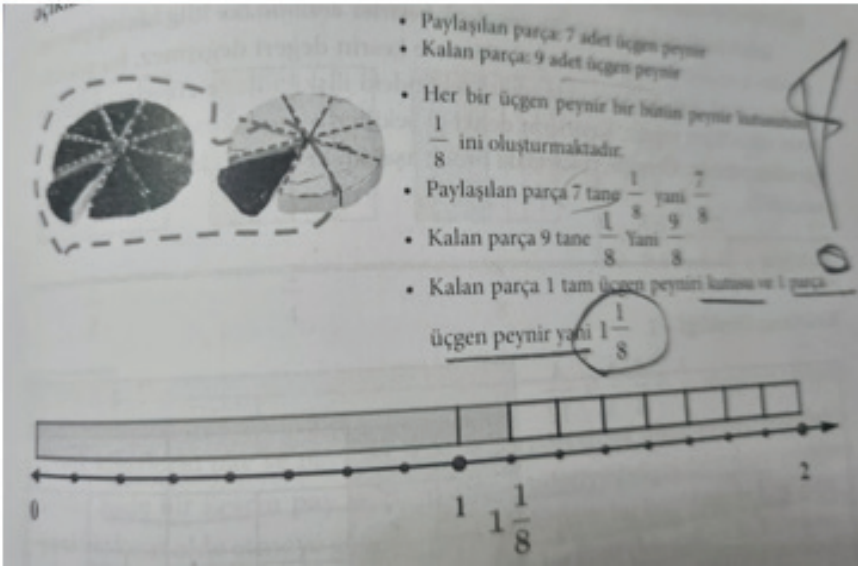 • Paylaşılan parça: 7 adet üçgen peynir
• Kalan parça: 9 adet üçgen peynir
• Her bir üçgen peynir bir bütün peynir
1/8 ini oluşturmaktadır.
• Paylaşılan parça 7 tane 1/8 yani 7/8
• Kalan parça 9 tane 1/8 Yani 9/8
• Kalan parça 1 tam üçgen peyniri kutusu ve 1 parça
üçgen peynir yani 1 1/8
0 1 1 1/8 2